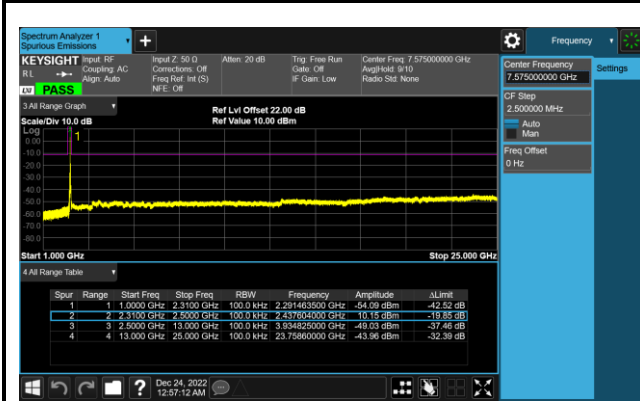 Spectrum Analyzer 1
Spurious Emissions
Frequency
KEYSIGHT Input: RF Input Z: 50 Ω Atten: 20 dB Trig: Free Run Center Freq: 7.575000000 GHz
RL Coupling: AC Corrections: Off Gate: Off Avg|Hold: 9/10
Align: Auto Freq Ref: Int (S) IF Gain: Low Radio Std: None
NFE: Off
LXI PASS
Center Frequency
7.575000000 GHz
Settings
CF Step
2.500000 MHz
Auto
Man
Freq Offset
0 Hz
3 All Range Graph
Ref Lvl Offset 22.00 dB
Scale/Div 10.0 dB Ref Value 10.00 dBm
Log
1
0.00
-10.0
-20.0
-30.0
-40.0
-50.0
-60.0
-70.0
-80.0
Start 1.000 GHz Stop 25.000 GHz
4 All Range Table
Spur Range Start Freq Stop Freq RBW Frequency Amplitude ΔLimit
1 1 1.0000 GHz 2.3100 GHz 100.0 kHz 2.291463500 GHz -54.09 dBm -42.52 dB
2 2 2.3100 GHz 2.5000 GHz 100.0 kHz 2.437604000 GHz 10.15 dBm -19.85 dB
3 3 2.5000 GHz 13.000 GHz 100.0 kHz 3.934825000 GHz -49.03 dBm -37.46 dB
4 4 13.000 GHz 25.000 GHz 100.0 kHz 23.75860000 GHz -43.96 dBm -32.39 dB
? Dec 24, 2022
12:57:12 AM